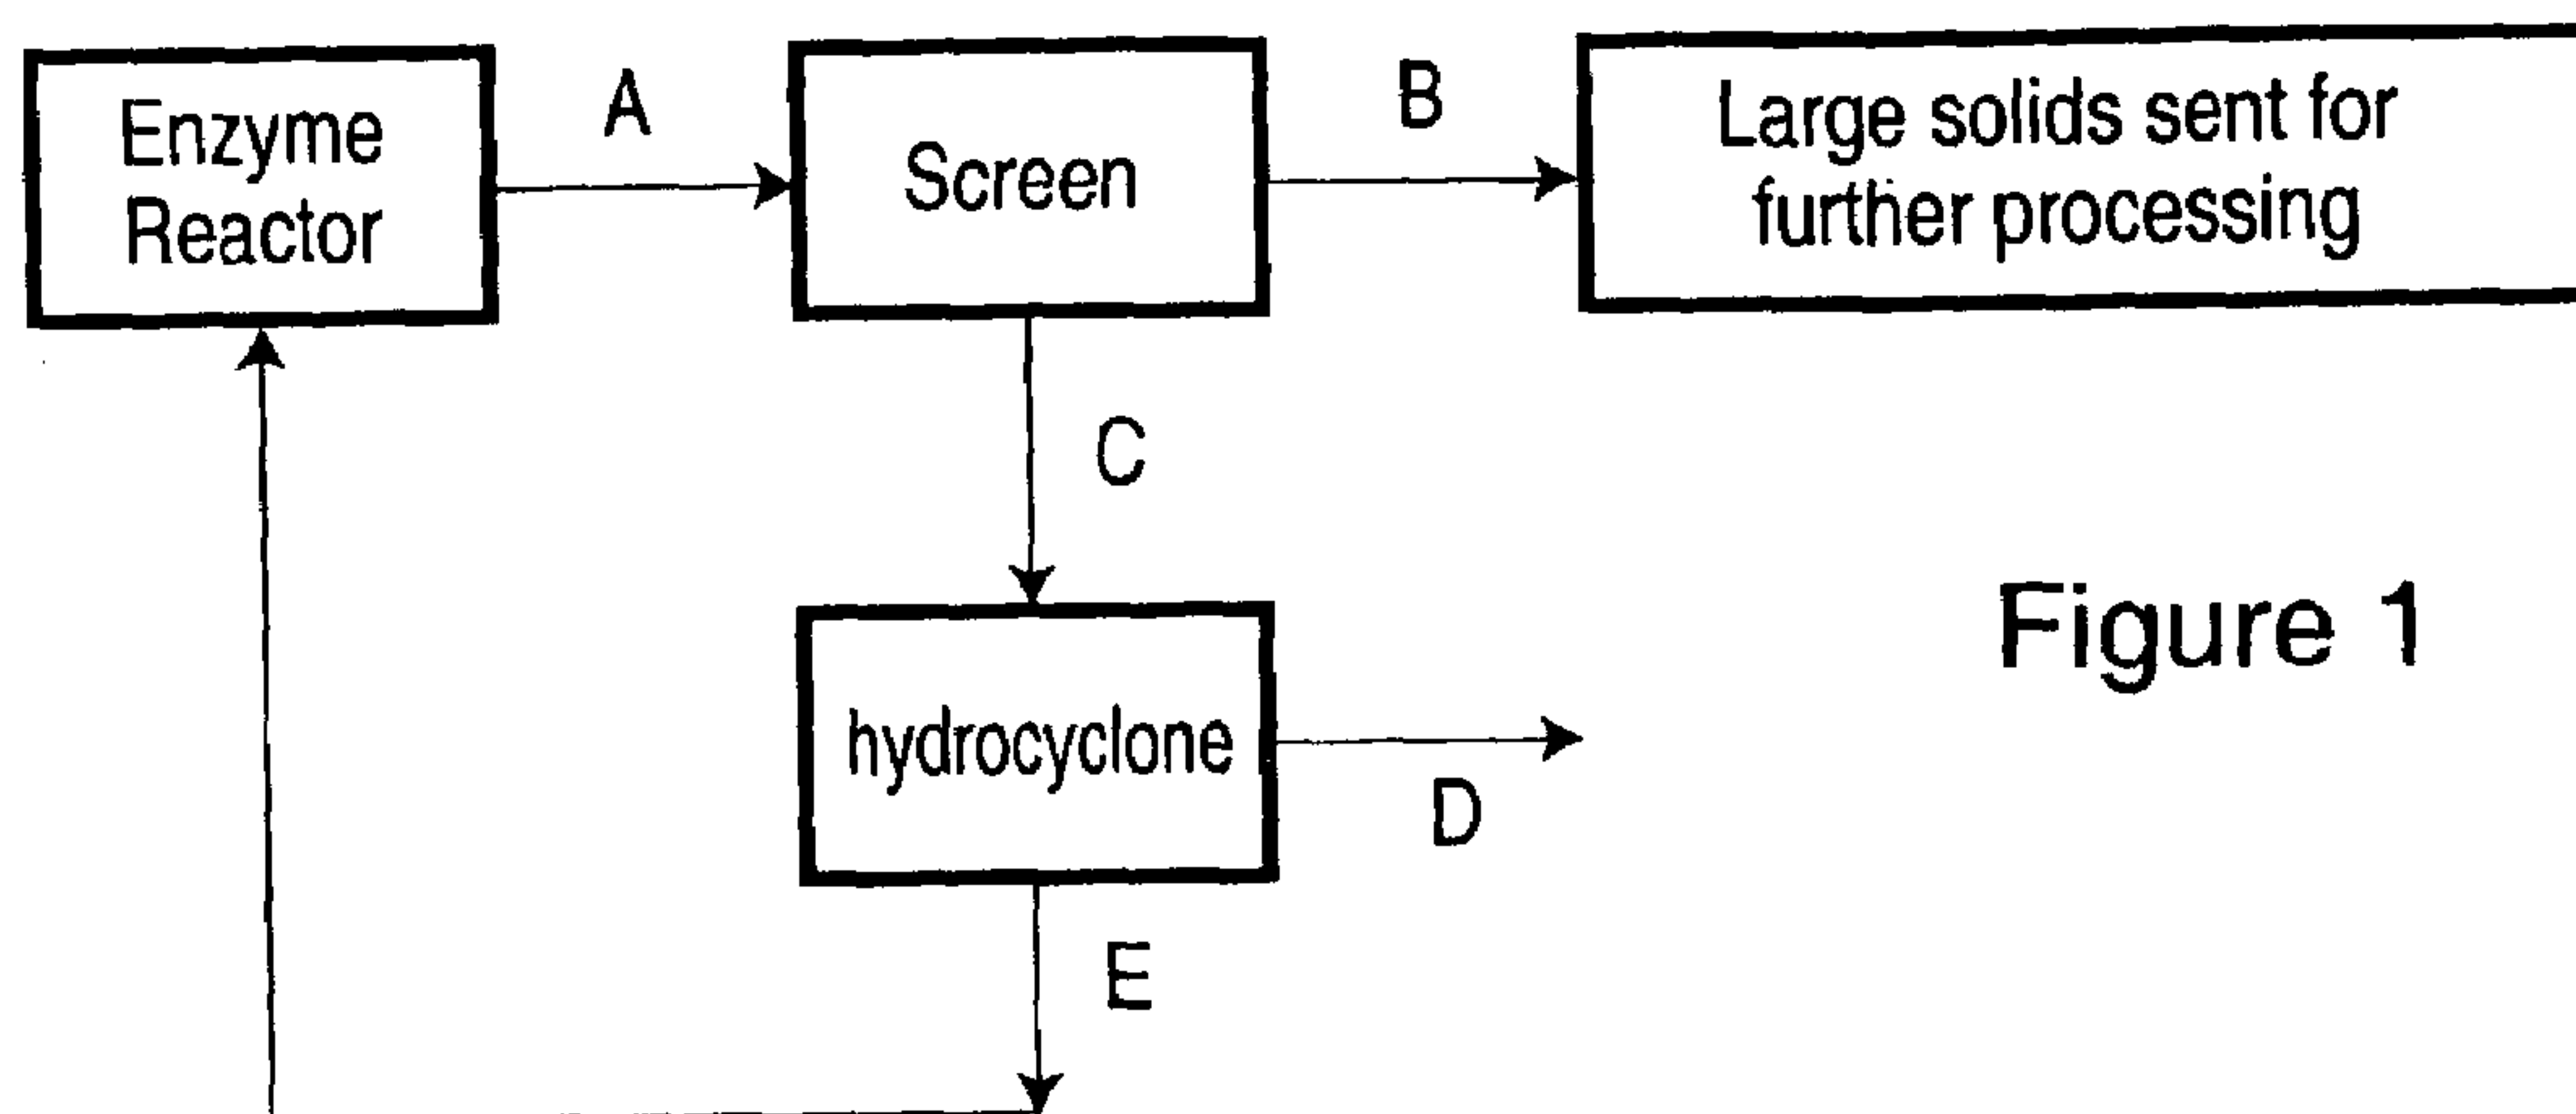 Enzyme
Reactor
A
Screen
B
Large solids sent for
further processing
C
Figure 1
hydrocyclone
D
E